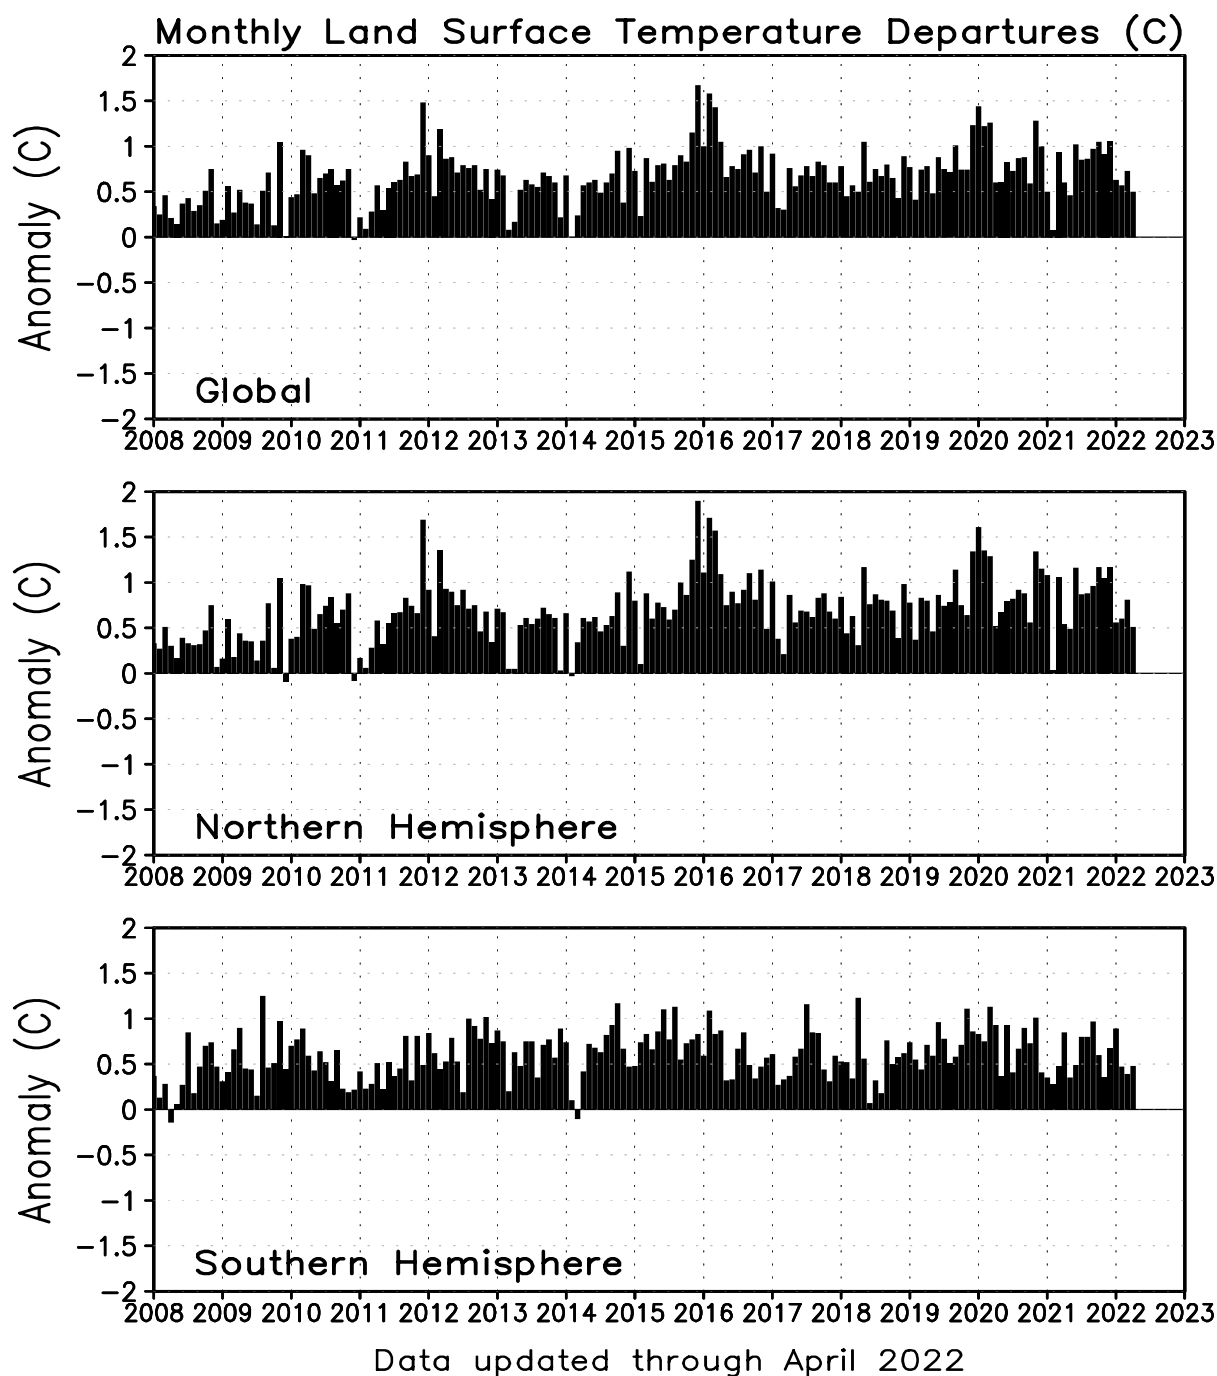 Monthly Land Surface Temperature Departures (C)
2
1.5
1
0.5
0
−0.5
−1
−1.5
−2
Anomaly (C)
Global
2008 2009 2010 2011 2012 2013 2014 2015 2016 2017 2018 2019 2020 2021 2022 2023
2
1.5
1
0.5
0
−0.5
−1
−1.5
−2
Anomaly (C)
Northern Hemisphere
2008 2009 2010 2011 2012 2013 2014 2015 2016 2017 2018 2019 2020 2021 2022 2023
2
1.5
1
0.5
0
−0.5
−1
−1.5
−2
Anomaly (C)
Southern Hemisphere
2008 2009 2010 2011 2012 2013 2014 2015 2016 2017 2018 2019 2020 2021 2022 2023
Data updated through April 2022